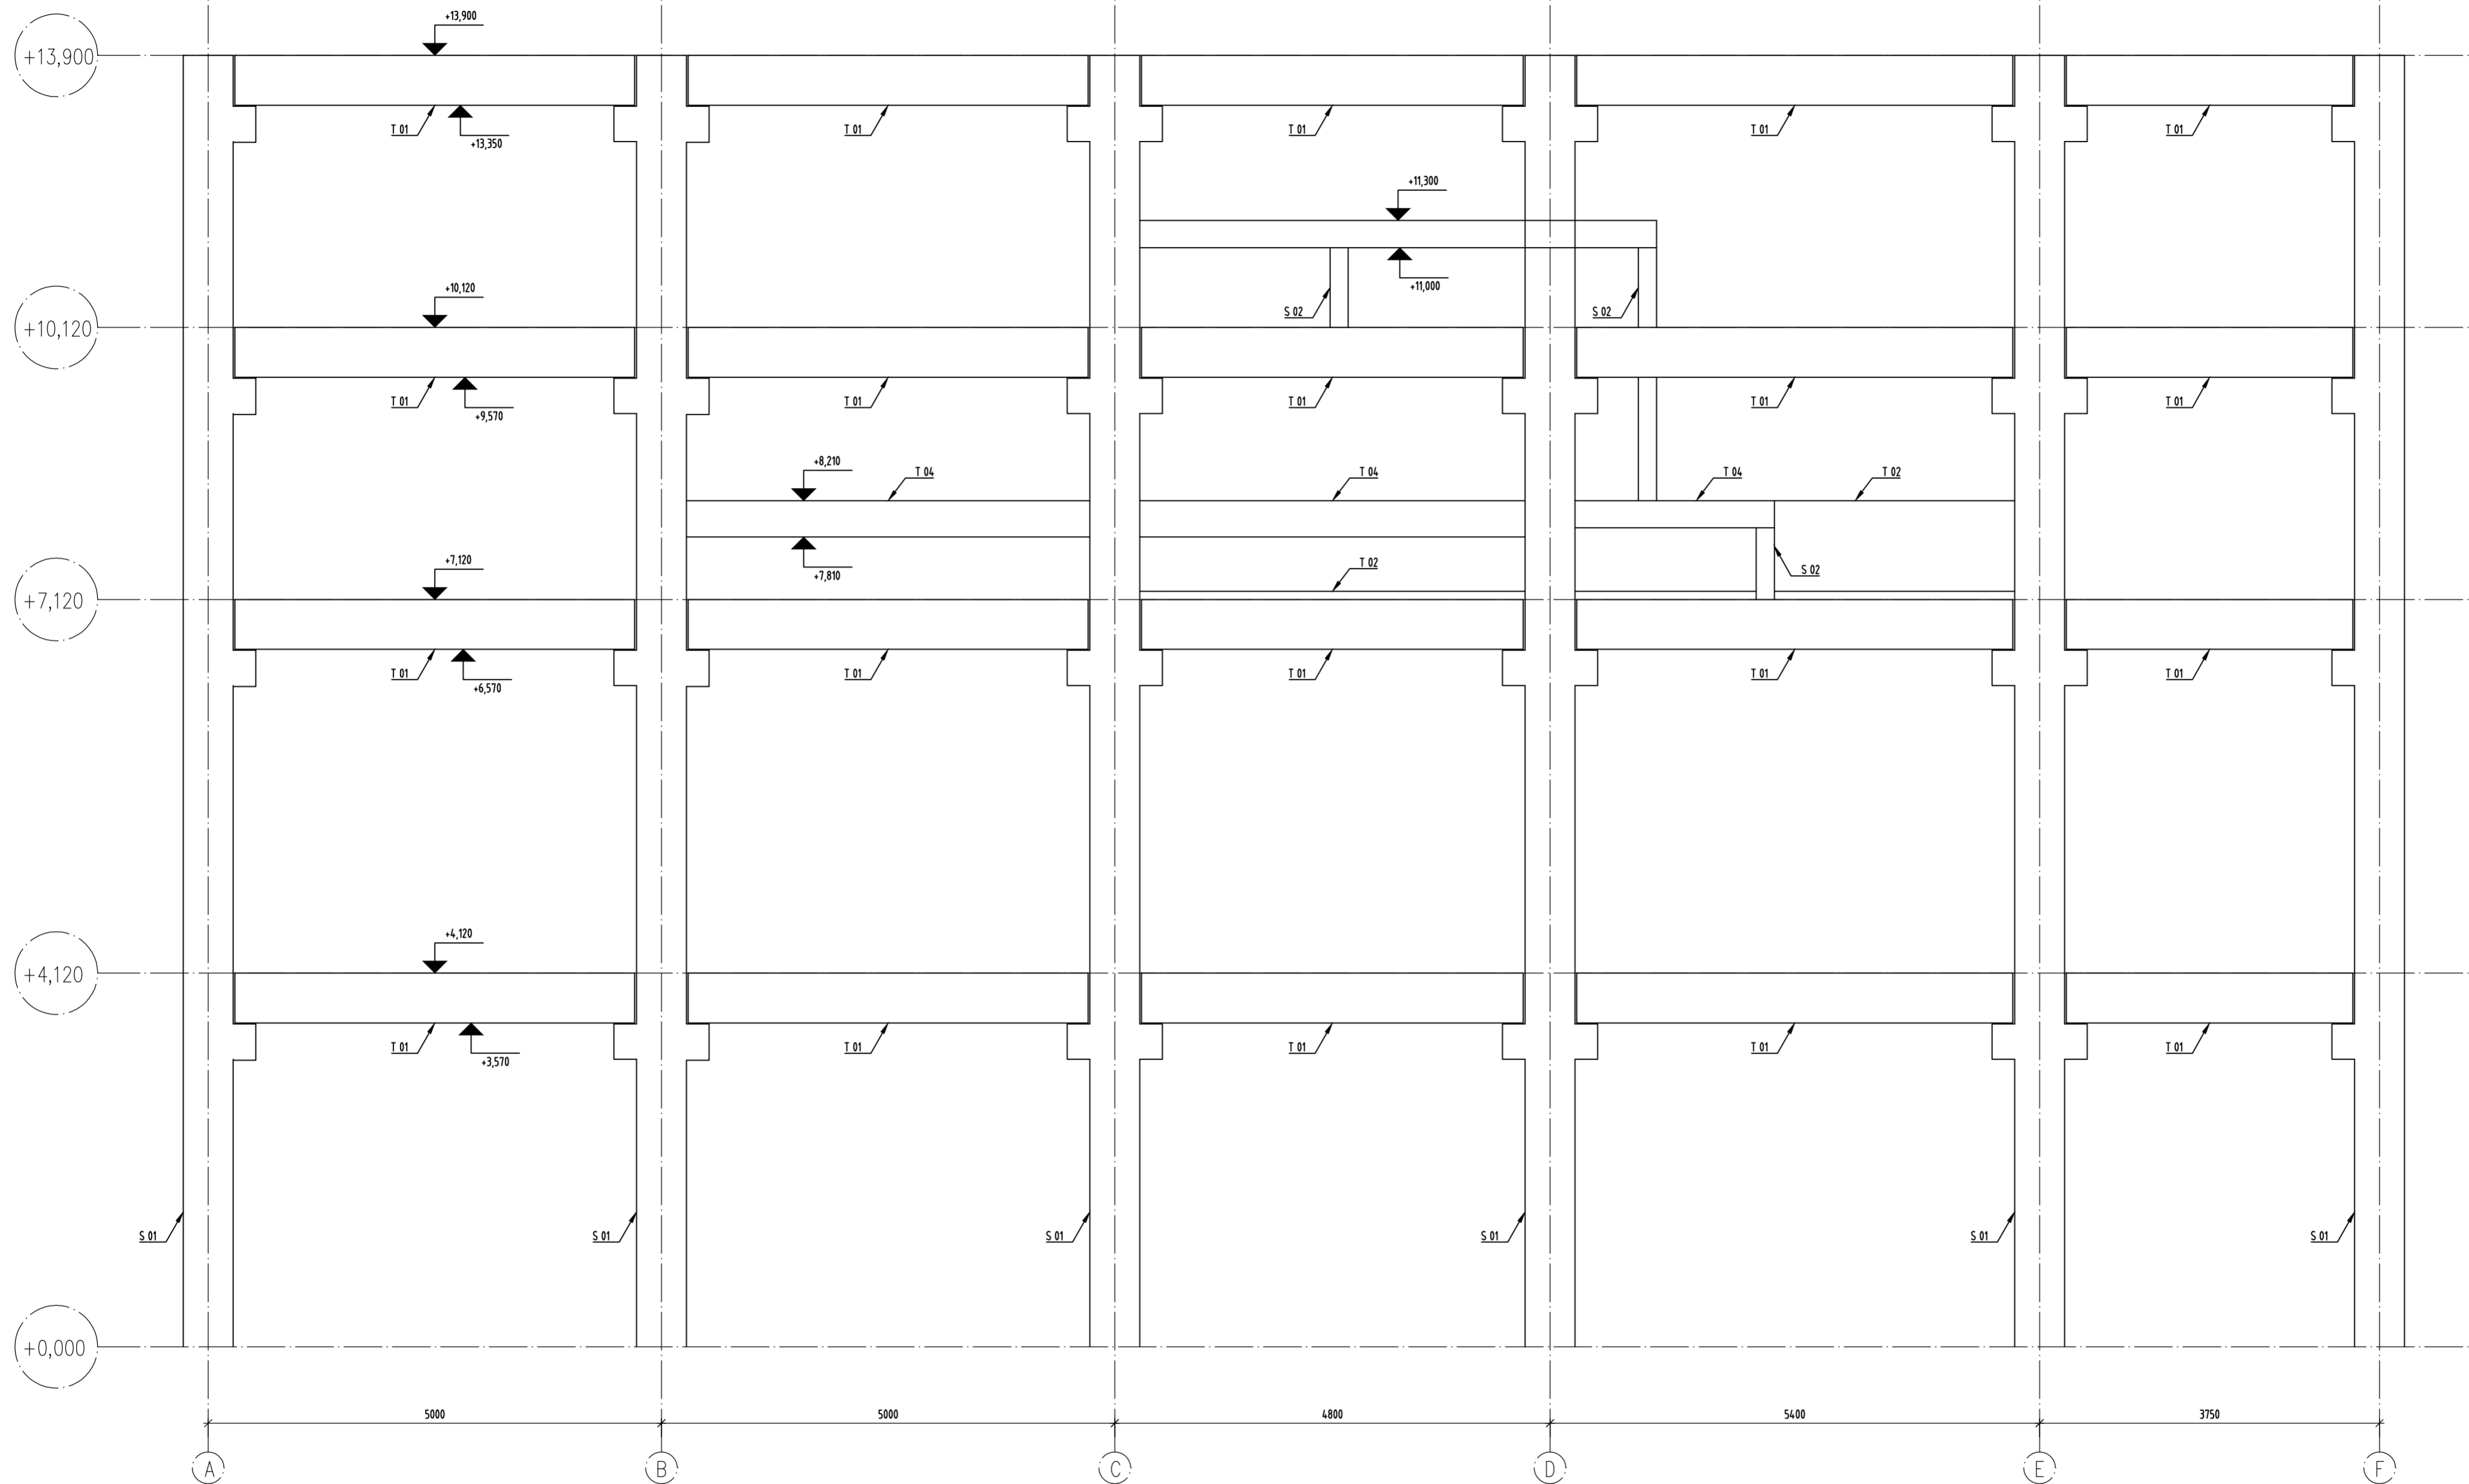 +13,900
+13,900
T 01
+13,350
T 01
T 01
T 01
T 01
+11,300
+11,000
S 02
S 02
+10,120
+10,120
T 01
+9,570
T 01
T 01
T 01
T 01
+8,210
T 04
T 04
T 04
T 02
+7,810
T 02
S 02
+7,120
+7,120
T 01
+6,570
T 01
T 01
T 01
T 01
+4,120
+4,120
T 01
+3,570
T 01
T 01
T 01
T 01
S 01
S 01
S 01
S 01
S 01
S 01
+0,000
5000
5000
4800
5400
3750
A
B
C
D
E
F